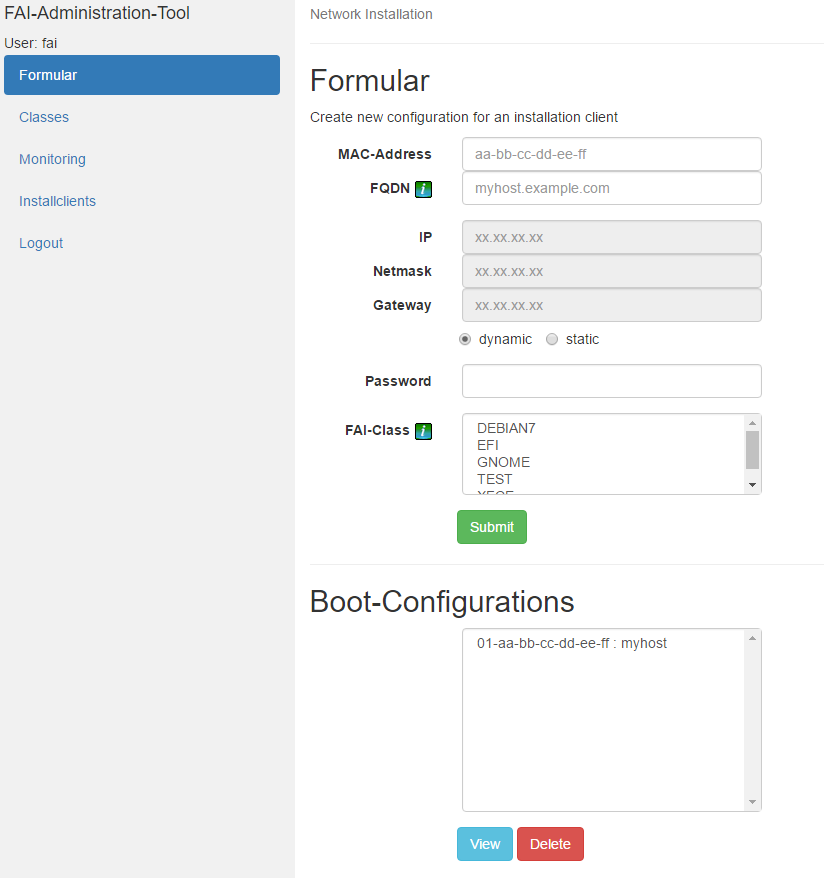 FAI-Administration-Tool
User: fai
Formular
Classes
Monitoring
Installclients
Logout
Network Installation
Formular
Create new configuration for an installation client
MAC-Address aa-bb-cc-dd-ee-ff
FQDN i myhost.example.com
IP xx.xx.xx.xx
Netmask xx.xx.xx.xx
Gateway xx.xx.xx.xx
dynamic static
Password
FAI-Class i DEBIAN7
EFI
GNOME
TEST
Submit
Boot-Configurations
01-aa-bb-cc-dd-ee-ff : myhost
View Delete